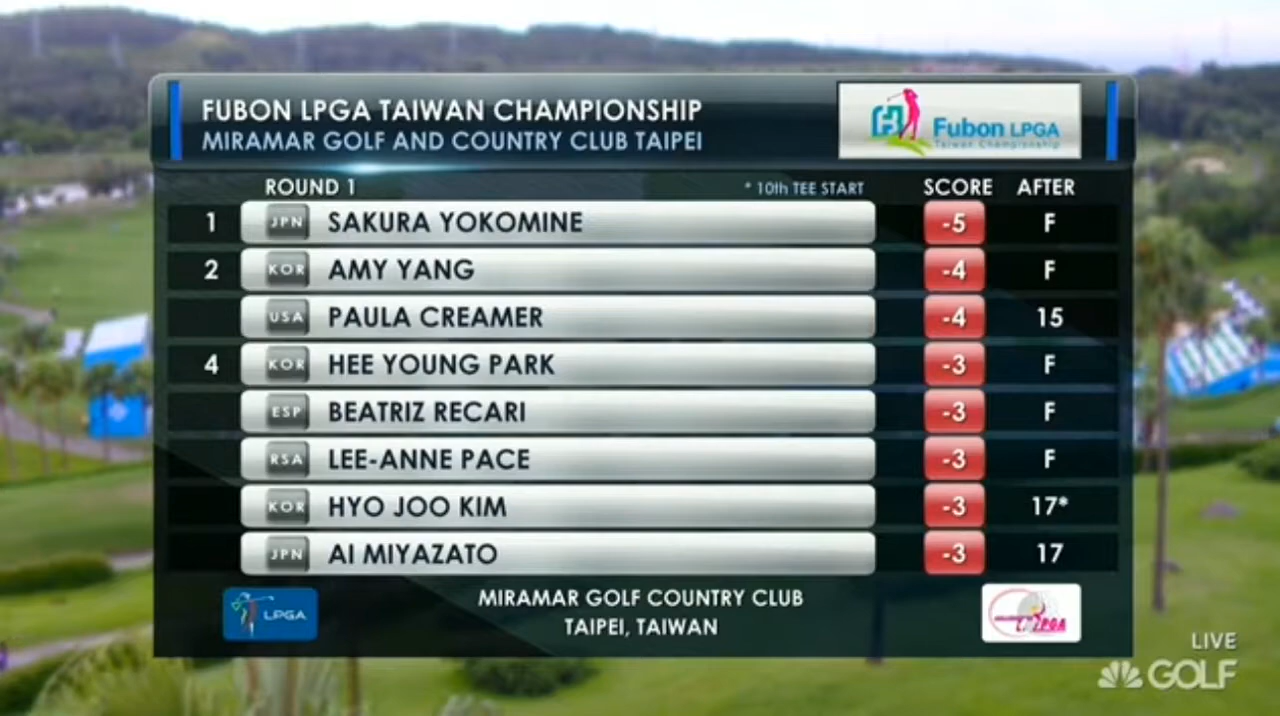 FUBON LPGA TAIWAN CHAMPIONSHIP
MIRAMAR GOLF AND COUNTRY CLUB TAIPEI
Fubon LPGA
Taiwan Championship
ROUND 1 * 10th TEE START SCORE AFTER
1 JPN SAKURA YOKOMINE -5 F
2 KOR AMY YANG -4 F
USA PAULA CREAMER -4 15
4 KOR HEE YOUNG PARK -3 F
ESP BEATRIZ RECARI -3 F
RSA LEE-ANNE PACE -3 F
KOR HYO JOO KIM -3 17*
JPN AI MIYAZATO -3 17
LPGA
MIRAMAR GOLF COUNTRY CLUB
TAIPEI, TAIWAN
LIVE
GOLF